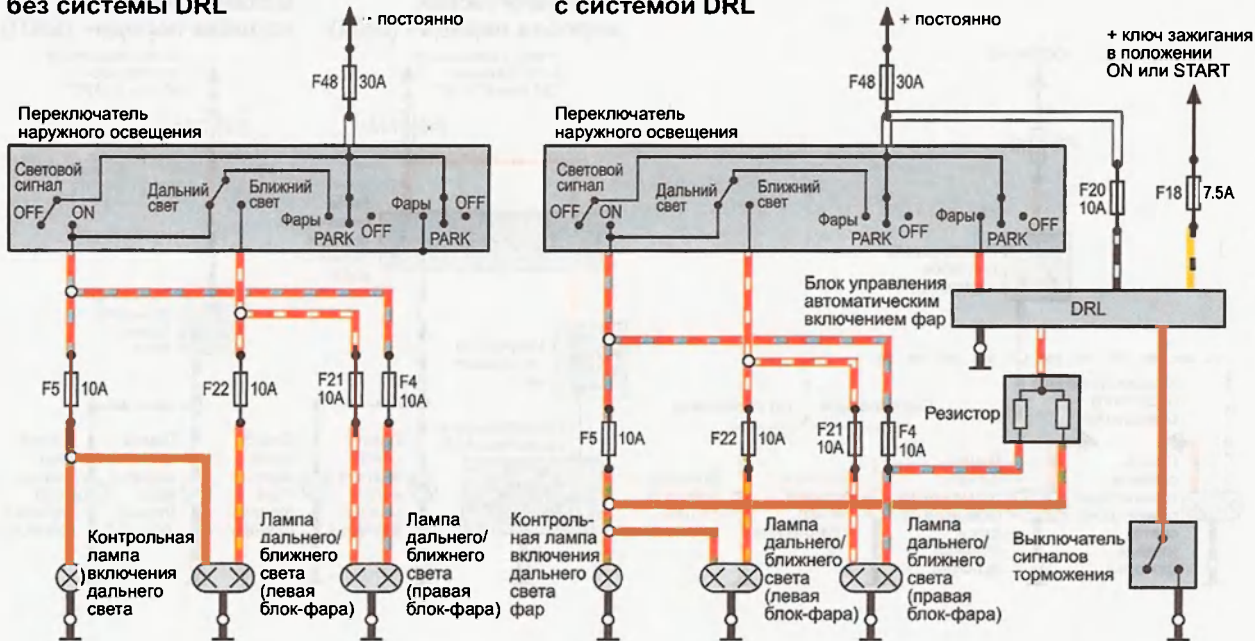 без системы DRL
- постоянно
F48
30A
Переключатель
наружного освещения
Световой
сигнал
OFF
ON
Дальний
свет
Ближний
свет
Фары
PARK
OFF
Фары
OFF
PARK
F5
10A
F22
10A
F21
10A
F4
10A
Контрольная
лампа
включения
дальнего
света
Лампа
дальнего/
ближнего
света
(левая
блок-фара)
Лампа
дальнего/
ближнего
света
(правая
блок-фара)
с системой DRL
+ постоянно
+ ключ зажигания
в положении
ON или START
F48
30A
Переключатель
наружного освещения
Световой
сигнал
OFF
ON
Дальний
свет
Ближний
свет
Фары
PARK
OFF
Фары
OFF
PARK
F20
10A
F18
7.5A
Блок управления
автоматическим
включением фар
DRL
Резистор
F5
10A
F22
10A
F21
10A
F4
10A
Контроль-
ная лампа
включения
дальнего
света
фар
Лампа
дальнего/
ближнего
света
(левая
блок-фара)
Лампа
дальнего/
ближнего
света
(правая
блок-фара)
Выключатель
сигналов
торможения